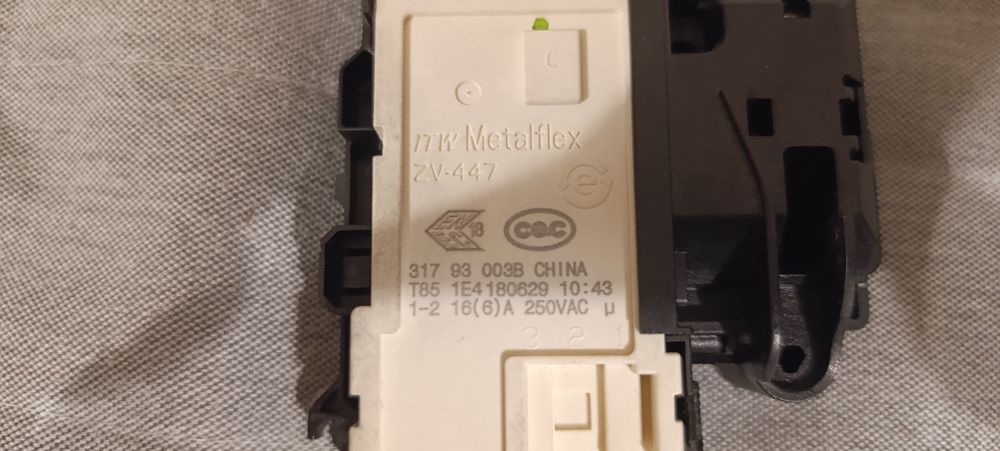 C
ITW Metalflex
ZV-447
e
18 cqc
317 93 003B CHINA
T85 1E4180629 10:43
1-2 16(6)A 250VAC µ
3 2 1